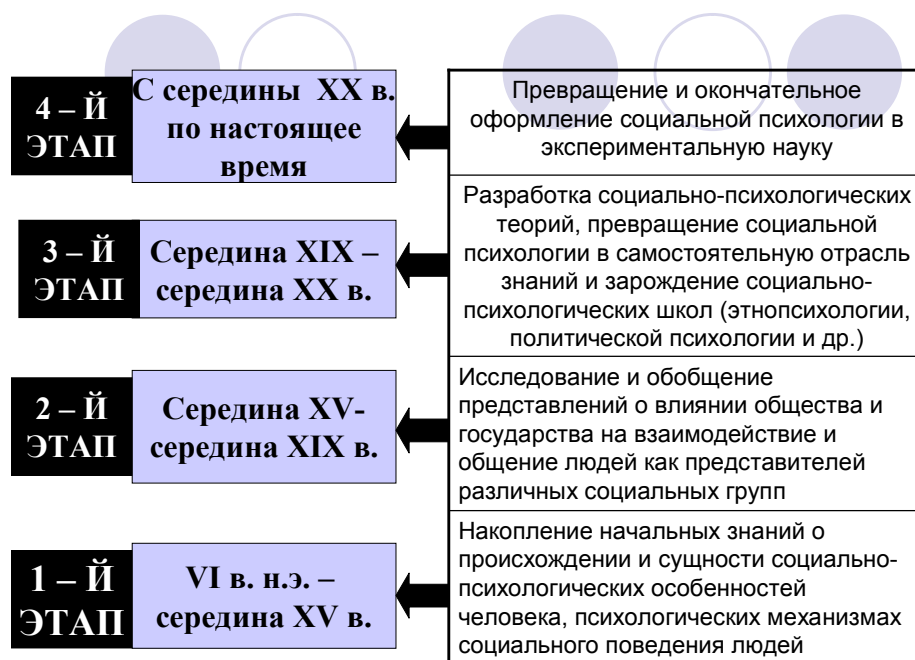 4 – Й
ЭТАП
С середины XX в.
по настоящее
время
Превращение и окончательное
оформление социальной психологии в
экспериментальную науку
3 – Й
ЭТАП
Середина XIX –
середина XX в.
Разработка социально-психологических
теорий, превращение социальной
психологии в самостоятельную отрасль
знаний и зарождение социально-
психологических школ (этнопсихологии,
политической психологии и др.)
2 – Й
ЭТАП
Середина XV-
середина XIX в.
Исследование и обобщение
представлений о влиянии общества и
государства на взаимодействие и
общение людей как представителей
различных социальных групп
1 – Й
ЭТАП
VI в. н.э. –
середина XV в.
Накопление начальных знаний о
происхождении и сущности социально-
психологических особенностей
человека, психологических механизмах
социального поведения людей